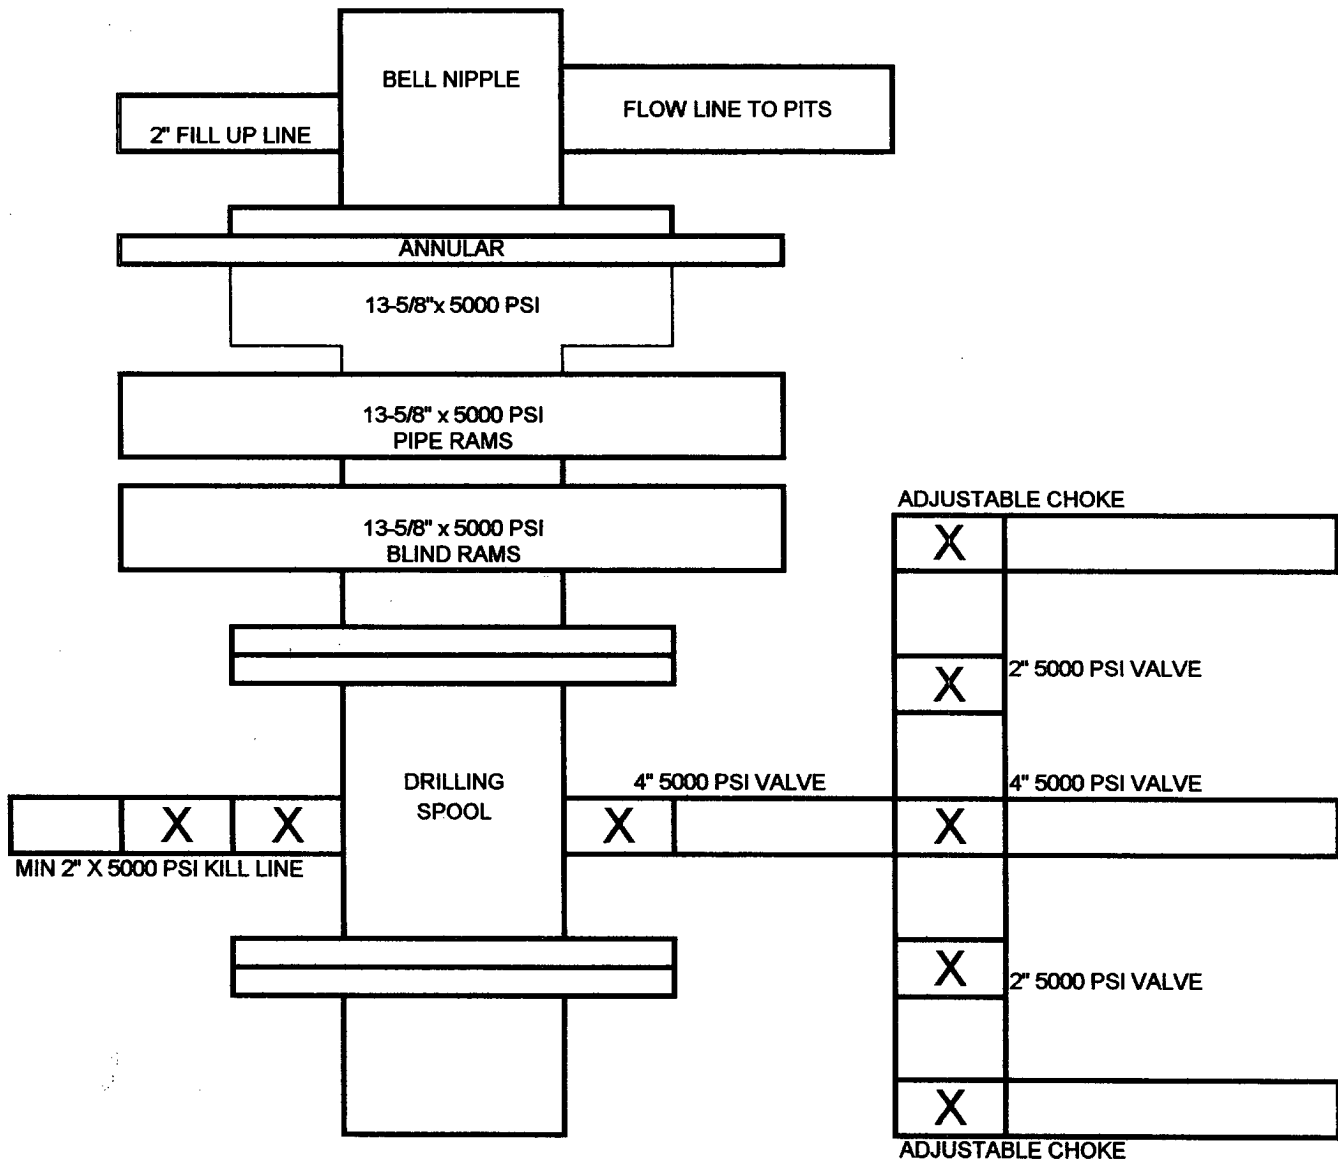 BELL NIPPLE
FLOW LINE TO PITS
2" FILL UP LINE
ANNULAR
13-5/8"x 5000 PSI
13-5/8" x 5000 PSI
PIPE RAMS
13-5/8" x 5000 PSI
BLIND RAMS
ADJUSTABLE CHOKE
X
2" 5000 PSI VALVE
X
DRILLING
SPOOL
4" 5000 PSI VALVE
4" 5000 PSI VALVE
X X X X
MIN 2" X 5000 PSI KILL LINE
X
2" 5000 PSI VALVE
X
ADJUSTABLE CHOKE